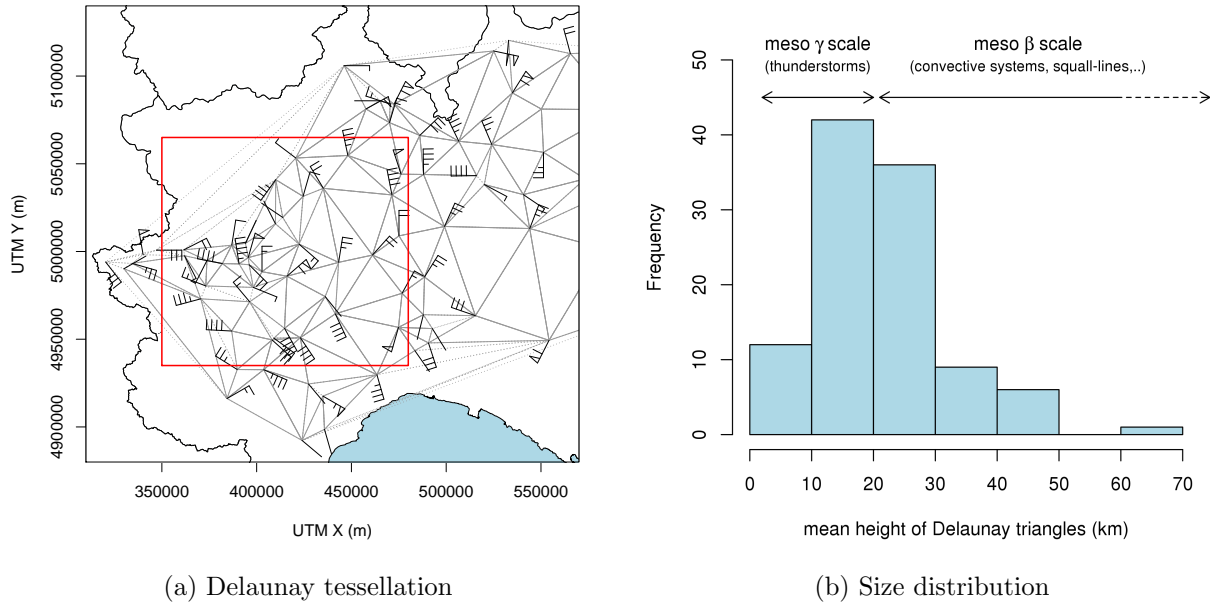 UTM Y (m)
5100000
5050000
5000000
4950000
4900000
350000 400000 450000 500000 550000
UTM X (m)
(a) Delaunay tessellation
meso γ scale
(thunderstorms)
meso β scale
(convective systems, squall-lines,..)
Frequency
50
40
30
20
10
0
0 10 20 30 40 50 60 70
mean height of Delaunay triangles (km)
(b) Size distribution